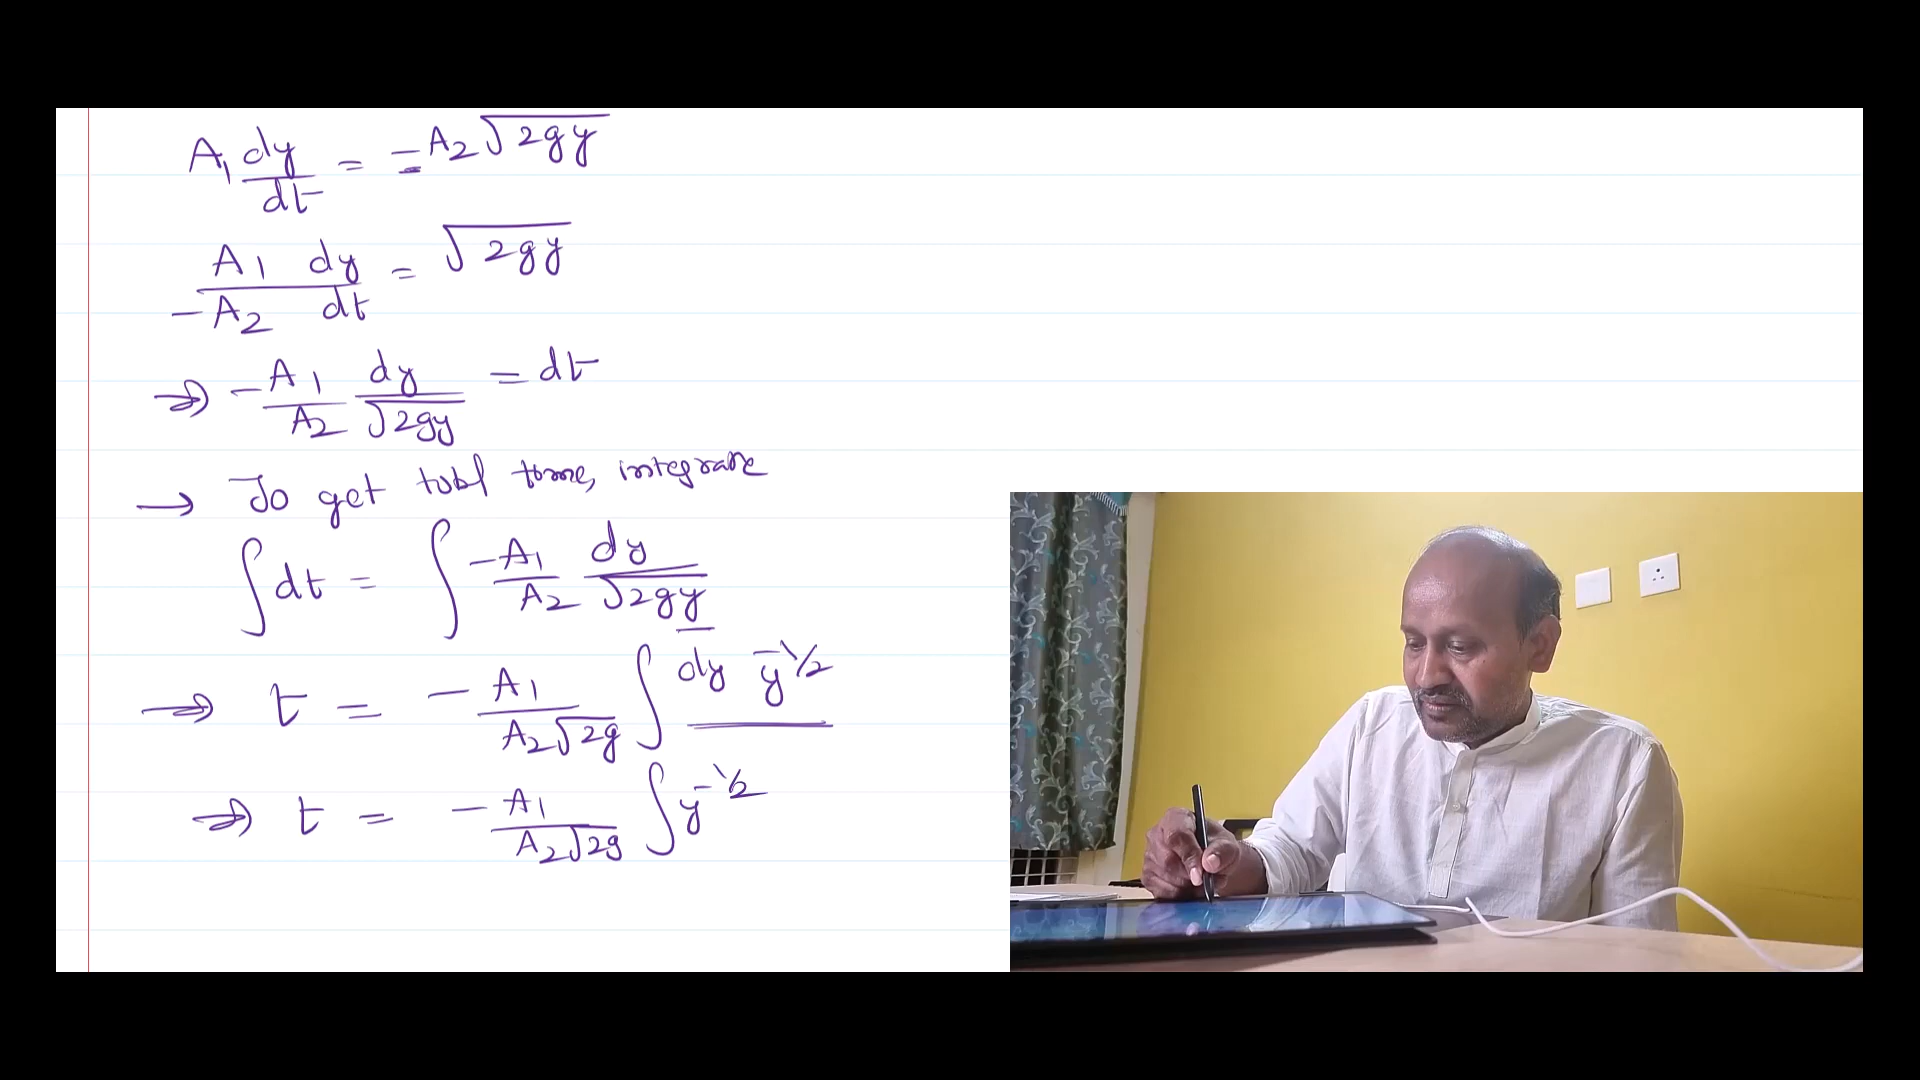 A₁ dy/dt = -A₂ √2gy
A₁ dy / -A₂ dt = √2gy
⇒ -A₁/A₂ dy/√2gy = dt
→ To get total time, integrate
∫dt = ∫ -A₁/A₂ dy/√2gy
→ t = -A₁/A₂√2g ∫ dy y^-1/2
⇒ t = -A₁/A₂√2g ∫ y^-1/2